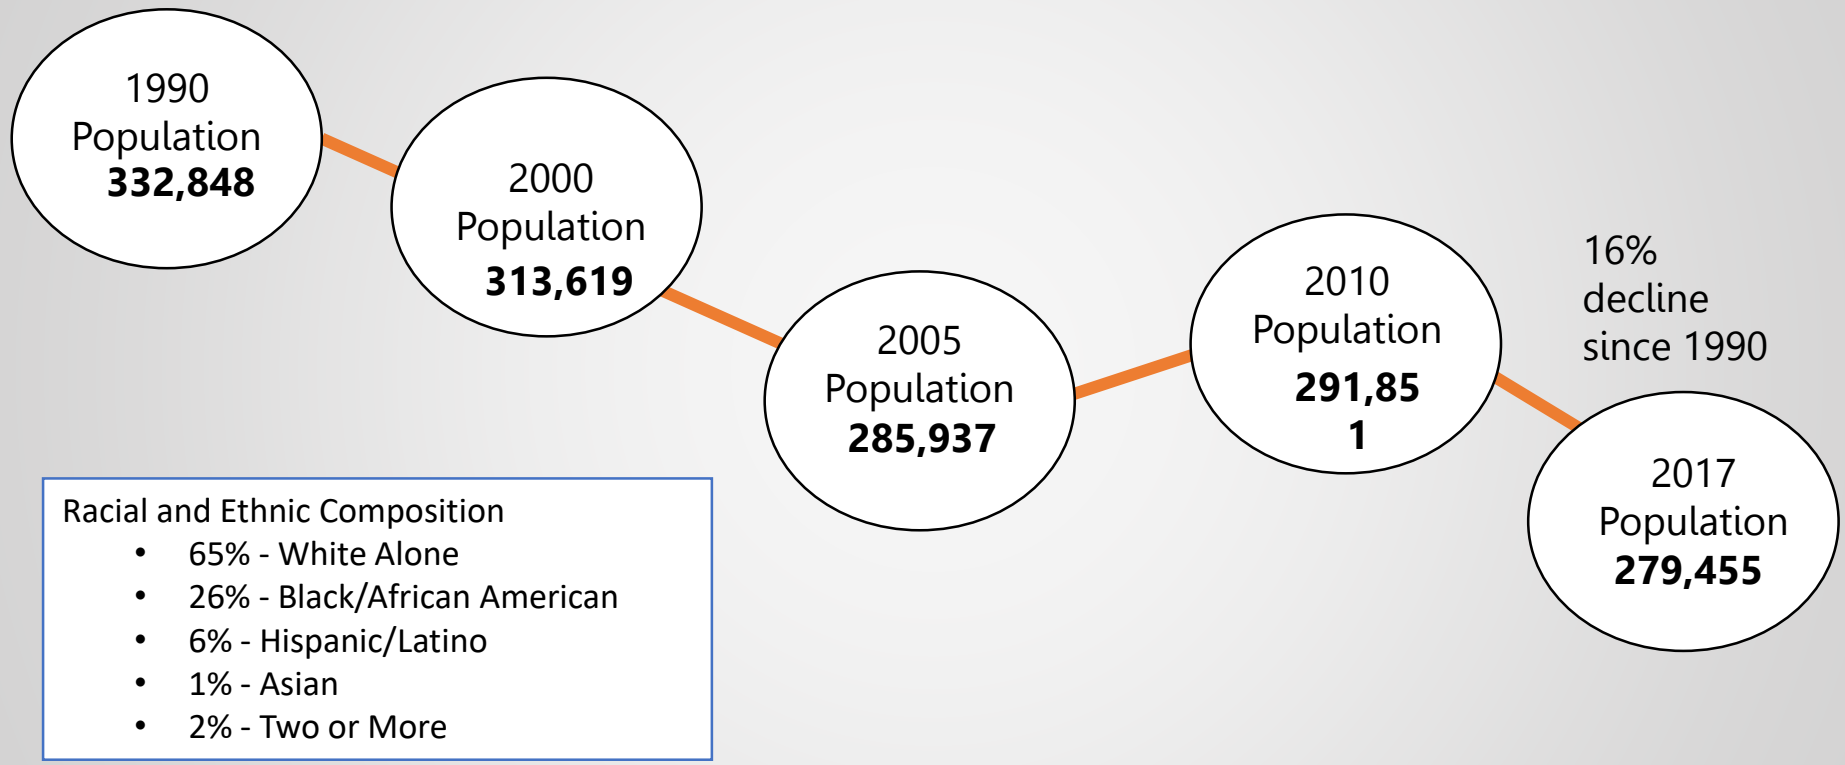 1990
Population
332,848
2000
Population
313,619
2005
Population
285,937
2010
Population
291,85
1
16%
decline
since 1990
2017
Population
279,455
Racial and Ethnic Composition
• 65% - White Alone
• 26% - Black/African American
• 6% - Hispanic/Latino
• 1% - Asian
• 2% - Two or More